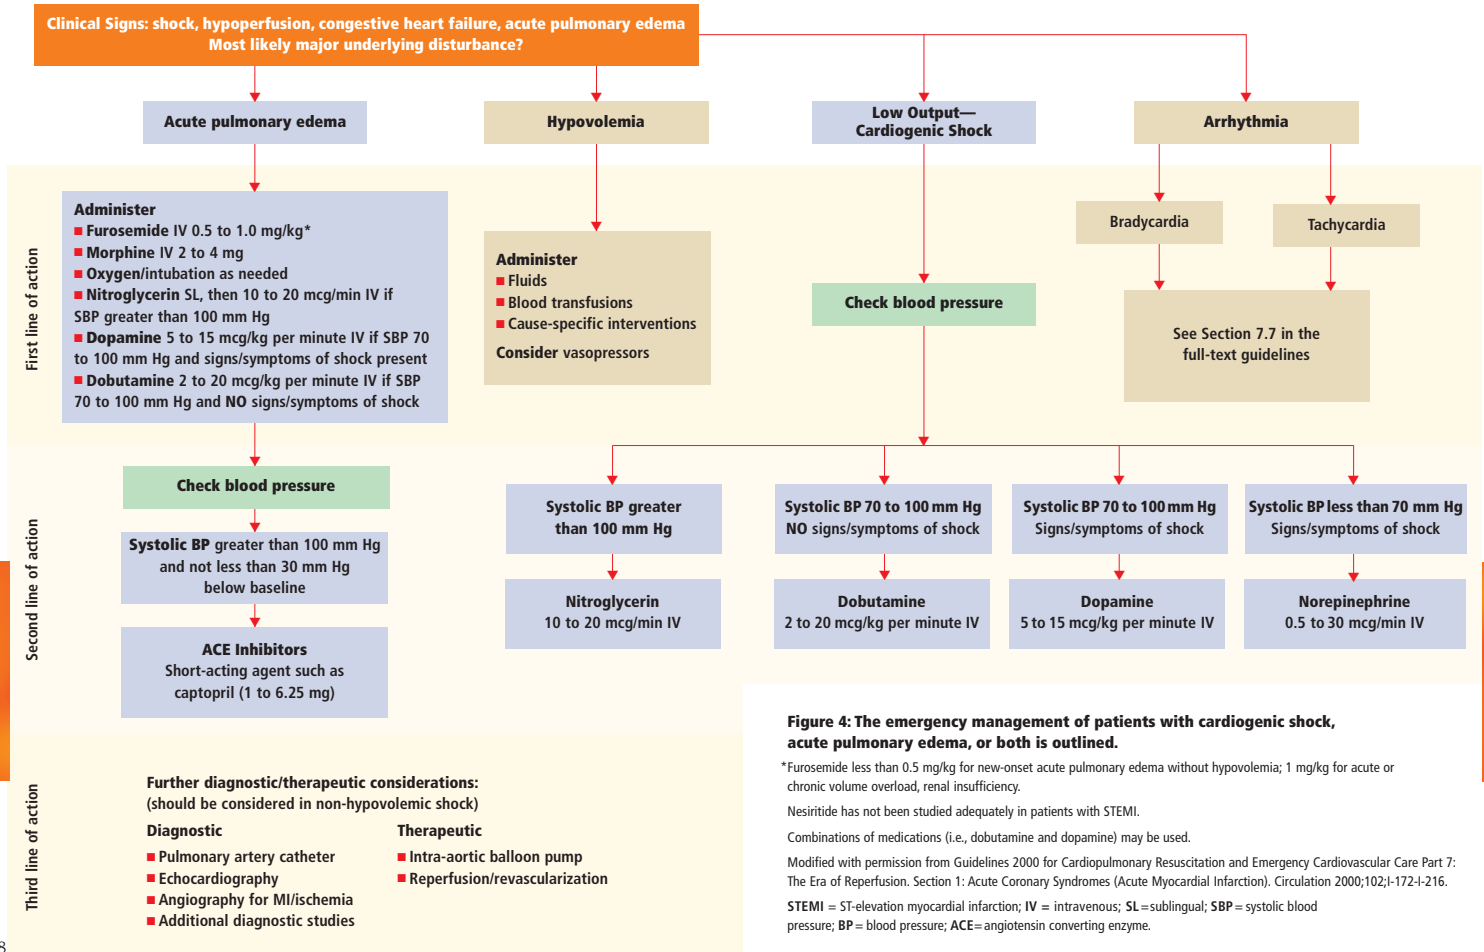 Clinical Signs: shock, hypoperfusion, congestive heart failure, acute pulmonary edema
Most likely major underlying disturbance?
Acute pulmonary edema
Hypovolemia
Low Output—
Cardiogenic Shock
Arrhythmia
First line of action
Administer
■ Furosemide IV 0.5 to 1.0 mg/kg*
■ Morphine IV 2 to 4 mg
■ Oxygen/intubation as needed
■ Nitroglycerin SL, then 10 to 20 mcg/min IV if
SBP greater than 100 mm Hg
■ Dopamine 5 to 15 mcg/kg per minute IV if SBP 70
to 100 mm Hg and signs/symptoms of shock present
■ Dobutamine 2 to 20 mcg/kg per minute IV if SBP
70 to 100 mm Hg and NO signs/symptoms of shock
Administer
■ Fluids
■ Blood transfusions
■ Cause-specific interventions
Consider vasopressors
Check blood pressure
Bradycardia
Tachycardia
See Section 7.7 in the
full-text guidelines
Second line of action
Check blood pressure
Systolic BP greater than 100 mm Hg
and not less than 30 mm Hg
below baseline
ACE Inhibitors
Short-acting agent such as
captopril (1 to 6.25 mg)
Systolic BP greater
than 100 mm Hg
Nitroglycerin
10 to 20 mcg/min IV
Systolic BP 70 to 100 mm Hg
NO signs/symptoms of shock
Dobutamine
2 to 20 mcg/kg per minute IV
Systolic BP 70 to 100 mm Hg
Signs/symptoms of shock
Dopamine
5 to 15 mcg/kg per minute IV
Systolic BP less than 70 mm Hg
Signs/symptoms of shock
Norepinephrine
0.5 to 30 mcg/min IV
Third line of action
Further diagnostic/therapeutic considerations:
(should be considered in non-hypovolemic shock)
Diagnostic
■ Pulmonary artery catheter
■ Echocardiography
■ Angiography for MI/ischemia
■ Additional diagnostic studies
Therapeutic
■ Intra-aortic balloon pump
■ Reperfusion/revascularization
Figure 4: The emergency management of patients with cardiogenic shock,
acute pulmonary edema, or both is outlined.
*Furosemide less than 0.5 mg/kg for new-onset acute pulmonary edema without hypovolemia; 1 mg/kg for acute or
chronic volume overload, renal insufficiency.
Nesiritide has not been studied adequately in patients with STEMI.
Combinations of medications (i.e., dobutamine and dopamine) may be used.
Modified with permission from Guidelines 2000 for Cardiopulmonary Resuscitation and Emergency Cardiovascular Care Part 7:
The Era of Reperfusion. Section 1: Acute Coronary Syndromes (Acute Myocardial Infarction). Circulation 2000;102;I-172-I-216.
STEMI = ST-elevation myocardial infarction; IV = intravenous; SL = sublingual; SBP = systolic blood
pressure; BP = blood pressure; ACE = angiotensin converting enzyme.
8